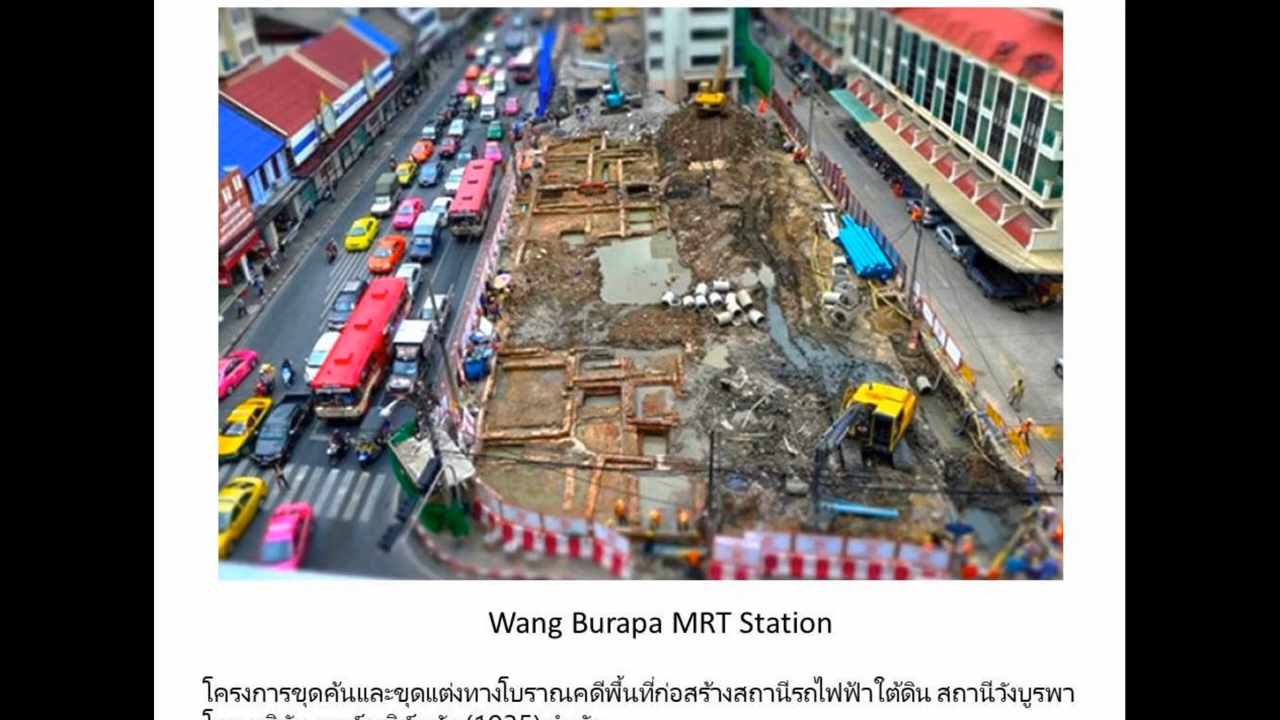 Wang Burapa MRT Station
โครงการขุดค้นและขุดแต่งทางโบราณคดีพื้นที่ก่อสร้างสถานีรถไฟฟ้าใต้ดิน สถานีวังบูรพา
(1935)